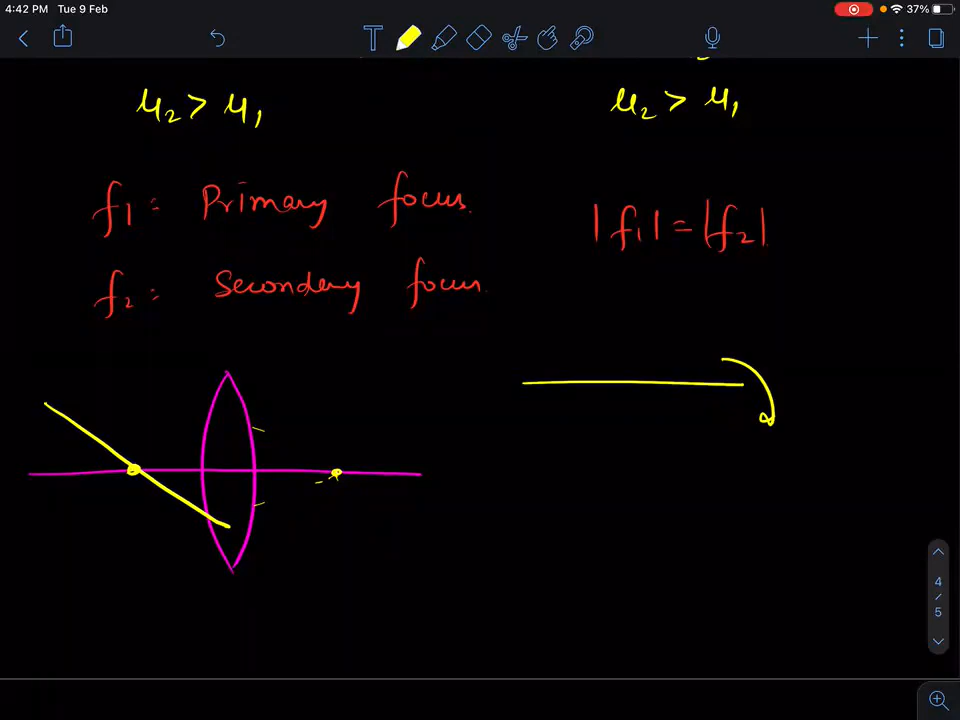 4:42 PM Tue 9 Feb
37%
μ₂ > μ₁
μ₂ > μ₁
f1 = Primary focus.
|f₁| = |f₂|
f₂ = Secondary focus.
4
/
5